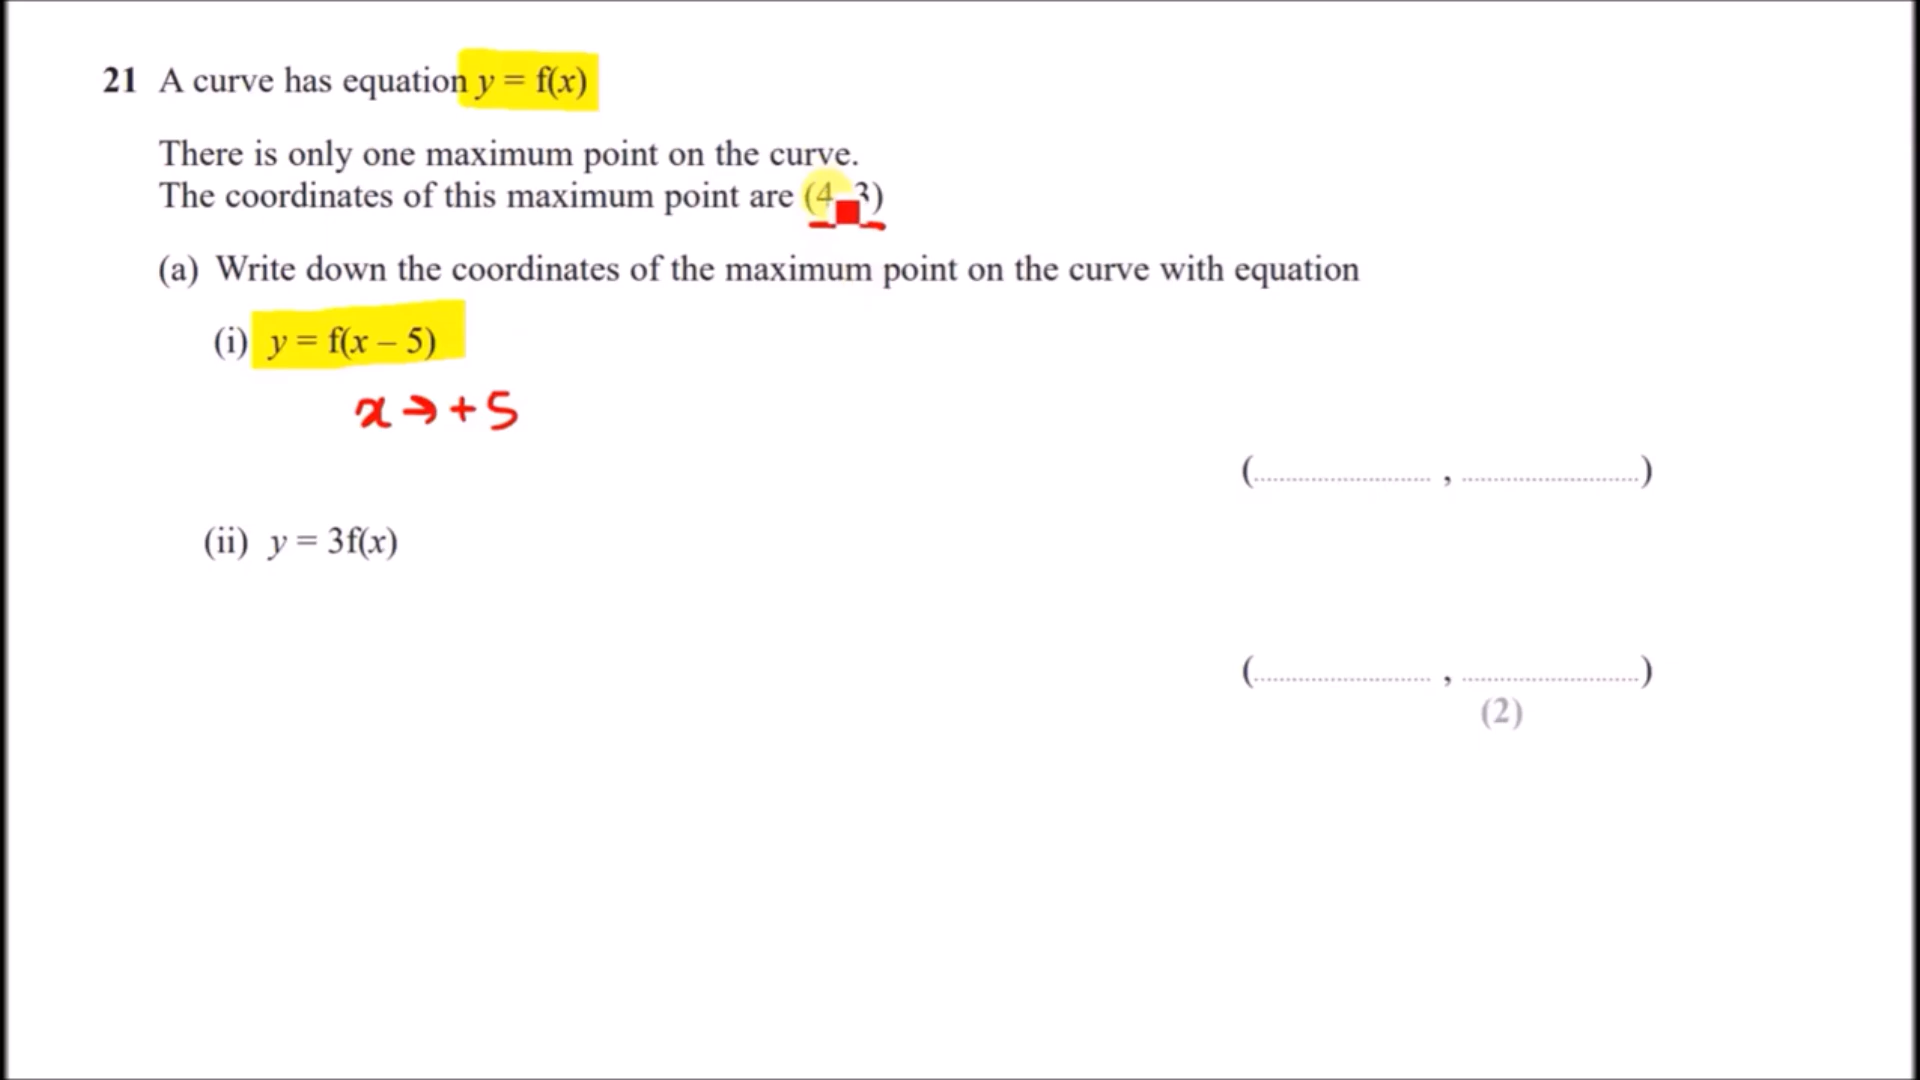 21 A curve has equation y = f(x)
There is only one maximum point on the curve.
The coordinates of this maximum point are (4 3)
(a) Write down the coordinates of the maximum point on the curve with equation
(i) y = f(x – 5)
x → + 5
(.............................. , ..............................)
(ii) y = 3f(x)
(.............................. , ..............................)
(2)